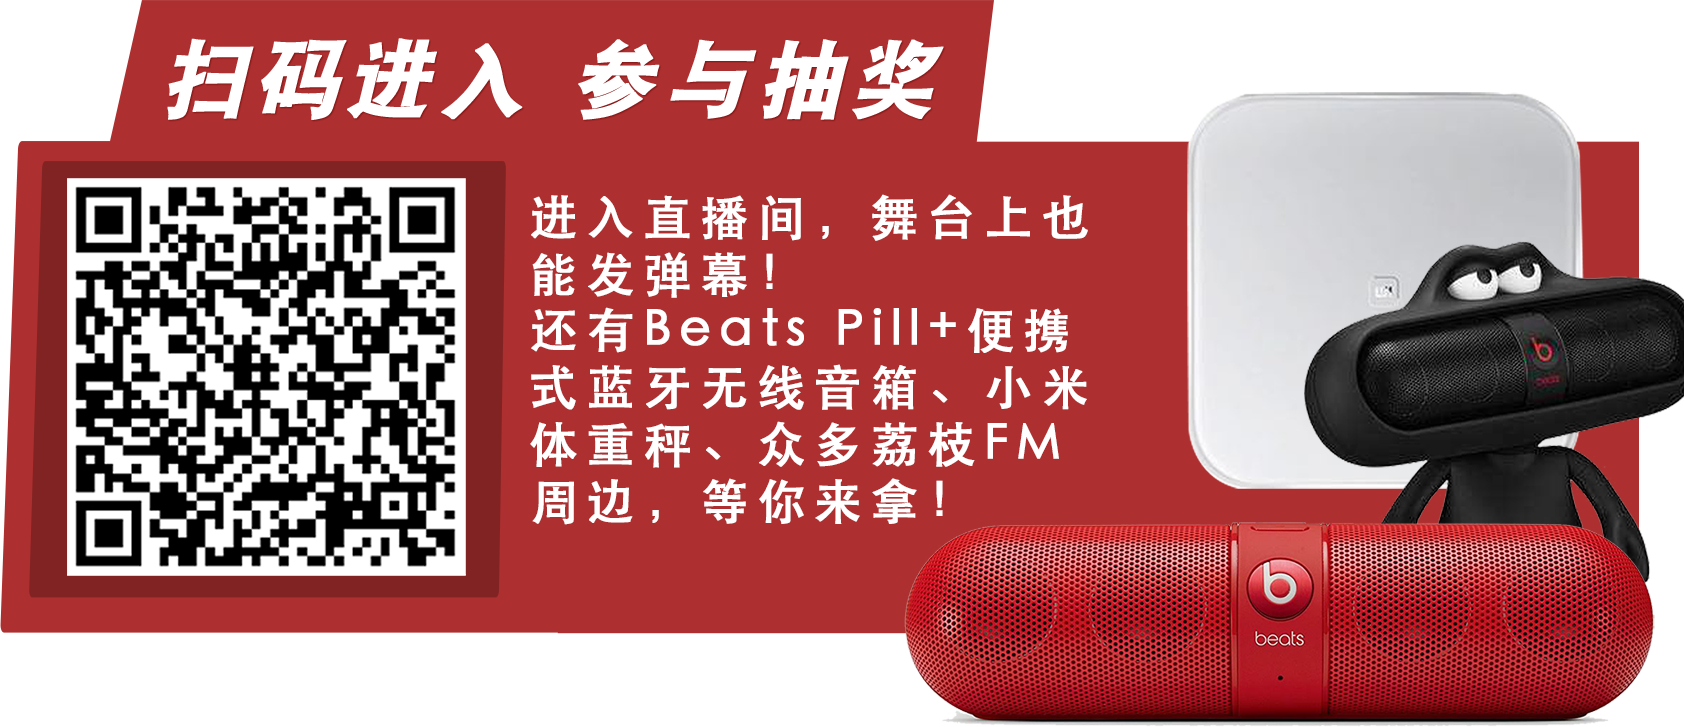 扫码进入 参与抽奖
进入直播间，舞台上也
能发弹幕！
还有Beats Pill+便携
式蓝牙无线音箱、小米
体重秤、众多荔枝FM
周边，等你来拿！
b
beats
b
beats